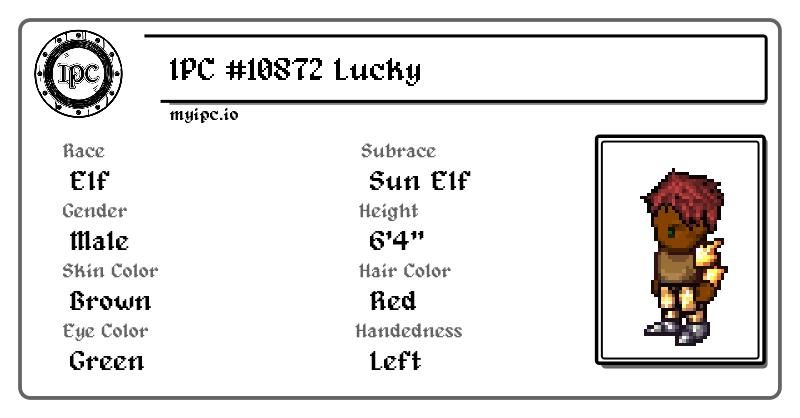 IPC
IPC #10872 Lucky
myipc.io
Race
Elf
Subrace
Sun Elf
Gender
Male
Height
6'4"
Skin Color
Brown
Hair Color
Red
Eye Color
Green
Handedness
Left